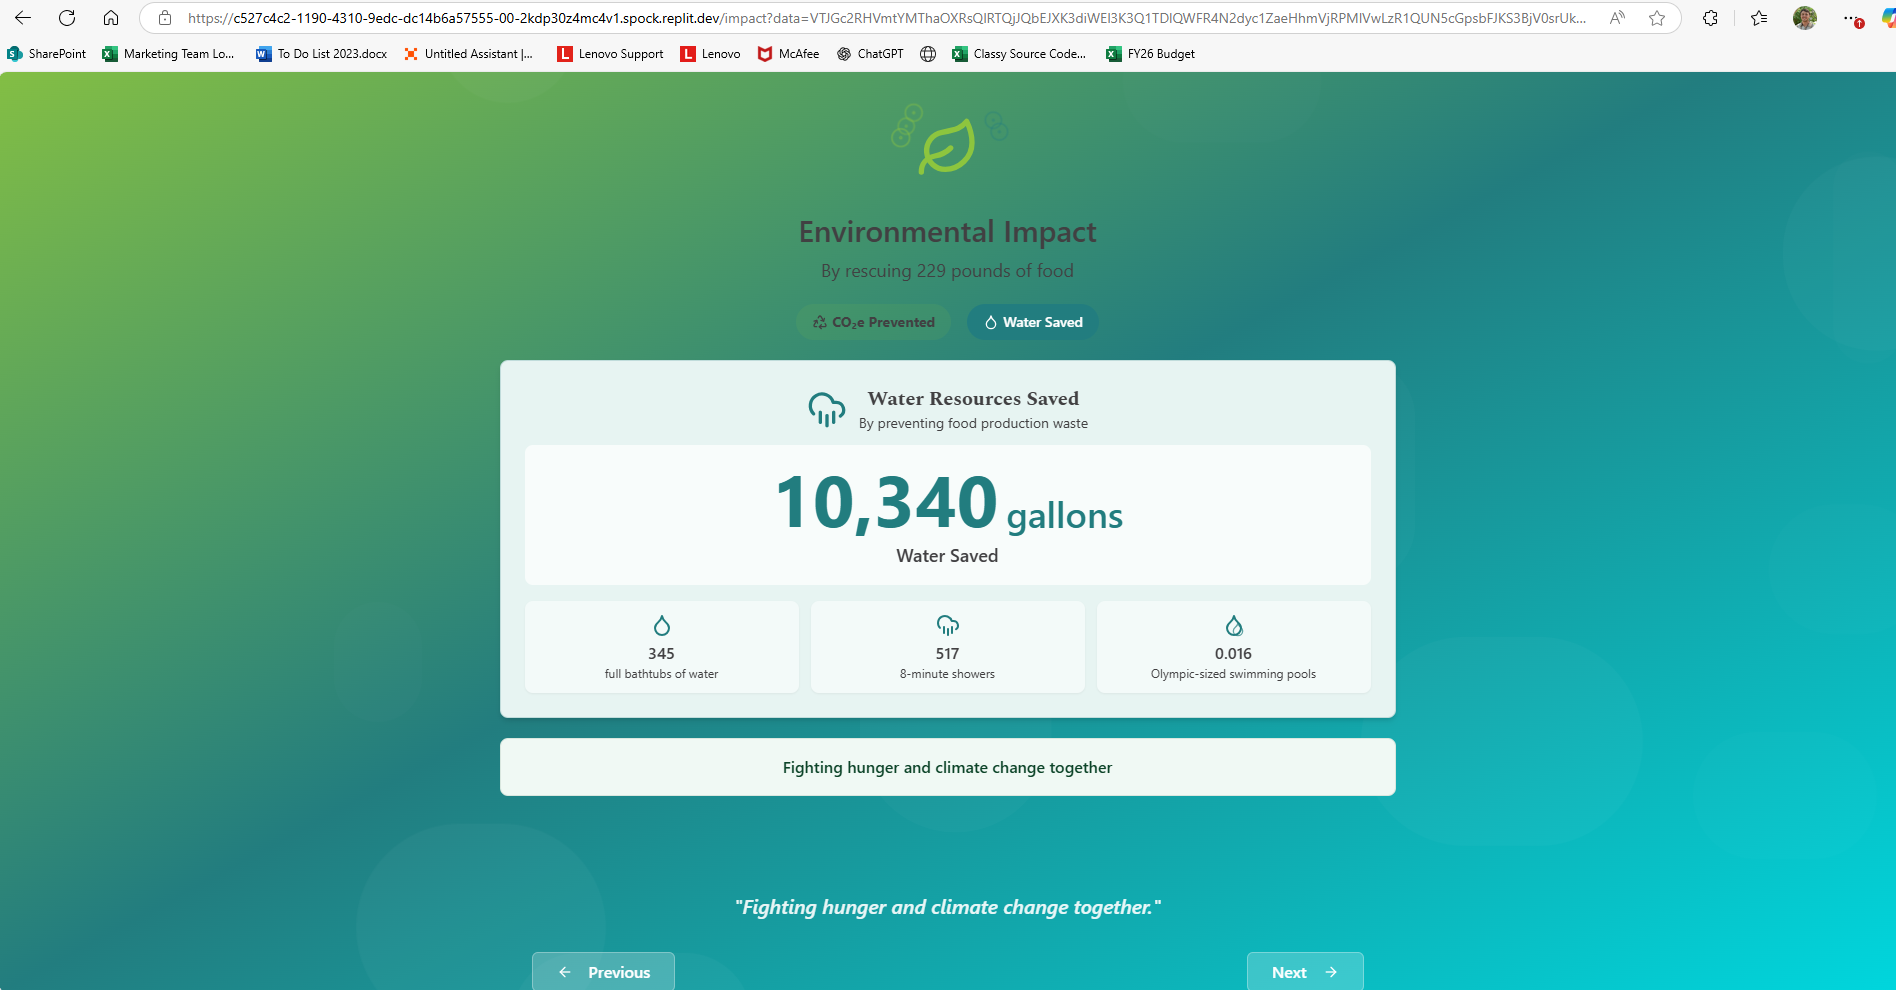 https://c527c4c2-1190-4310-9edc-dc14b6a57555-00-2kdp30z4mc4v1.spock.replit.dev/impact?data=
SharePoint
Marketing Team Lo...
To Do List 2023.docx
Untitled Assistant |...
Lenovo Support
Lenovo
McAfee
ChatGPT
Classy Source Code...
FY26 Budget
Environmental Impact
By rescuing 229 pounds of food
CO₂e Prevented
Water Saved
Water Resources Saved
By preventing food production waste
10,340 gallons
Water Saved
345
full bathtubs of water
517
8-minute showers
0.016
Olympic-sized swimming pools
Fighting hunger and climate change together
"Fighting hunger and climate change together."
Previous
Next